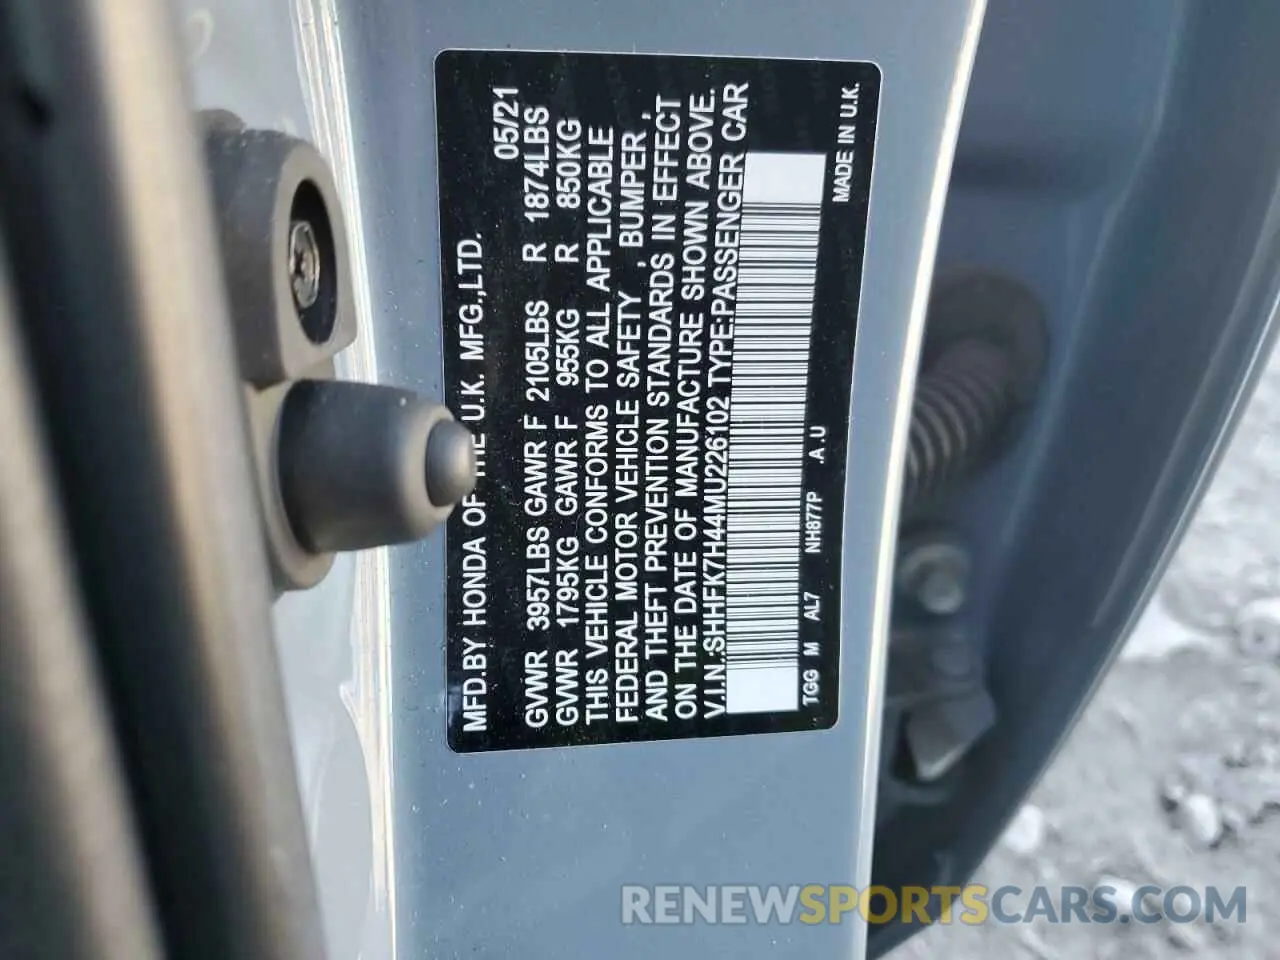 MFD.BY HONDA OF THE U.K. MFG.,LTD. 05/21
GVWR 3957LBS GAWR F 2105LBS R 1874LBS
GVWR 1795KG GAWR F 955KG R 850KG
THIS VEHICLE CONFORMS TO ALL APPLICABLE
FEDERAL MOTOR VEHICLE SAFETY , BUMPER ,
AND THEFT PREVENTION STANDARDS IN EFFECT
ON THE DATE OF MANUFACTURE SHOWN ABOVE.
V.I.N.:SHHFK7H44MU226102 TYPE:PASSENGER CAR
TGG M AL7 NH877P .A.U MADE IN U.K.
RENEWSPORTSCARS.COM